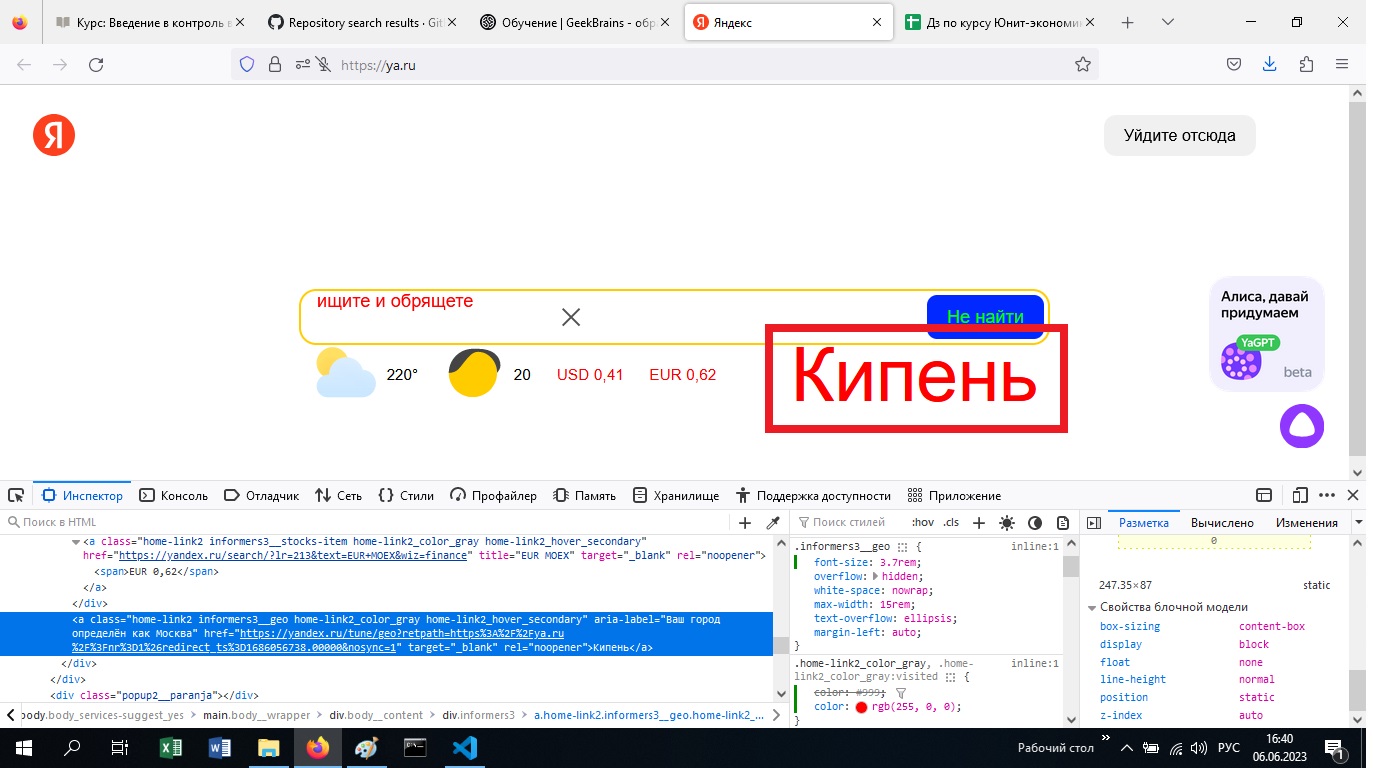 Курс: Введение в контроль в
Repository search results · Git
Обучение | GeekBrains - обр
Яндекс
Дз по курсу Юнит-экономи
https://ya.ru
Я
Уйдите отсюда
ищите и обрящете
Не найти
Алиса, давай
придумаем
YaGPT
beta
220°
20
USD 0,41
EUR 0,62
Кипень
Инспектор
Консоль
Отладчик
Сеть
Стили
Профайлер
Память
Хранилище
Поддержка доступности
Приложение
Поиск в HTML
<a class="home-link2 informers3__stocks-item home-link2_color_gray home-link2_hover_secondary"
href="https://yandex.ru/search/?lr=213&text=EUR+MOEX&wiz=finance" title="EUR MOEX" target="_blank" rel="noopener">
<span>EUR 0,62</span>
</a>
</div>
<a class="home-link2 informers3__geo home-link2_color_gray home-link2_hover_secondary" aria-label="Ваш город
определён как Москва" href="https://yandex.ru/tune/geo?retpath=https%3A%2F%2Fya.ru
%2F%3Fnr%3D1%26redirect_ts%3D1686056738.00000&nosync=1" target="_blank" rel="noopener">Кипень</a>
</div>
</div>
<div class="popup2__paranja"></div>
body.body_services-suggest_yes
main.body__wrapper
div.body__content
div.informers3
a.home-link2.informers3__geo.home-link2_...
Поиск стилей
:hov
.cls
.informers3__geo {
inline:1
font-size: 3.7rem;
overflow: hidden;
white-space: nowrap;
max-width: 15rem;
text-overflow: ellipsis;
margin-left: auto;
}
.home-link2_color_gray, .home-
inline:1
link2_color_gray:visited {
color: #999;
color: rgb(255, 0, 0);
}
Разметка
Вычислено
Изменения
0
247.35×87
static
Свойства блочной модели
box-sizing
content-box
display
block
float
none
line-height
normal
position
static
z-index
auto
Рабочий стол
РУС
16:40
06.06.2023
1